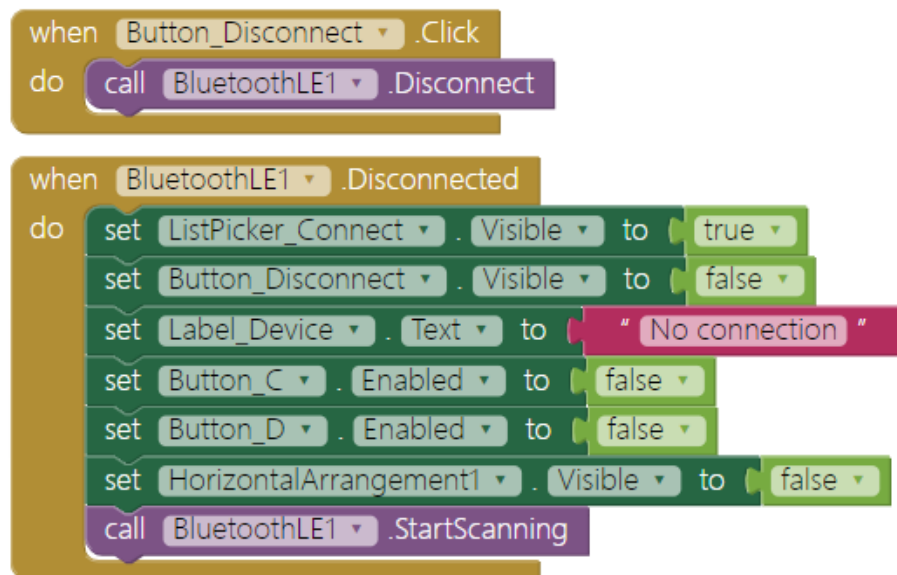 when Button_Disconnect .Click
do call BluetoothLE1 .Disconnect
when BluetoothLE1 .Disconnected
do set ListPicker_Connect . Visible to true
set Button_Disconnect . Visible to false
set Label_Device . Text to " No connection "
set Button_C . Enabled to false
set Button_D . Enabled to false
set HorizontalArrangement1 . Visible to false
call BluetoothLE1 .StartScanning